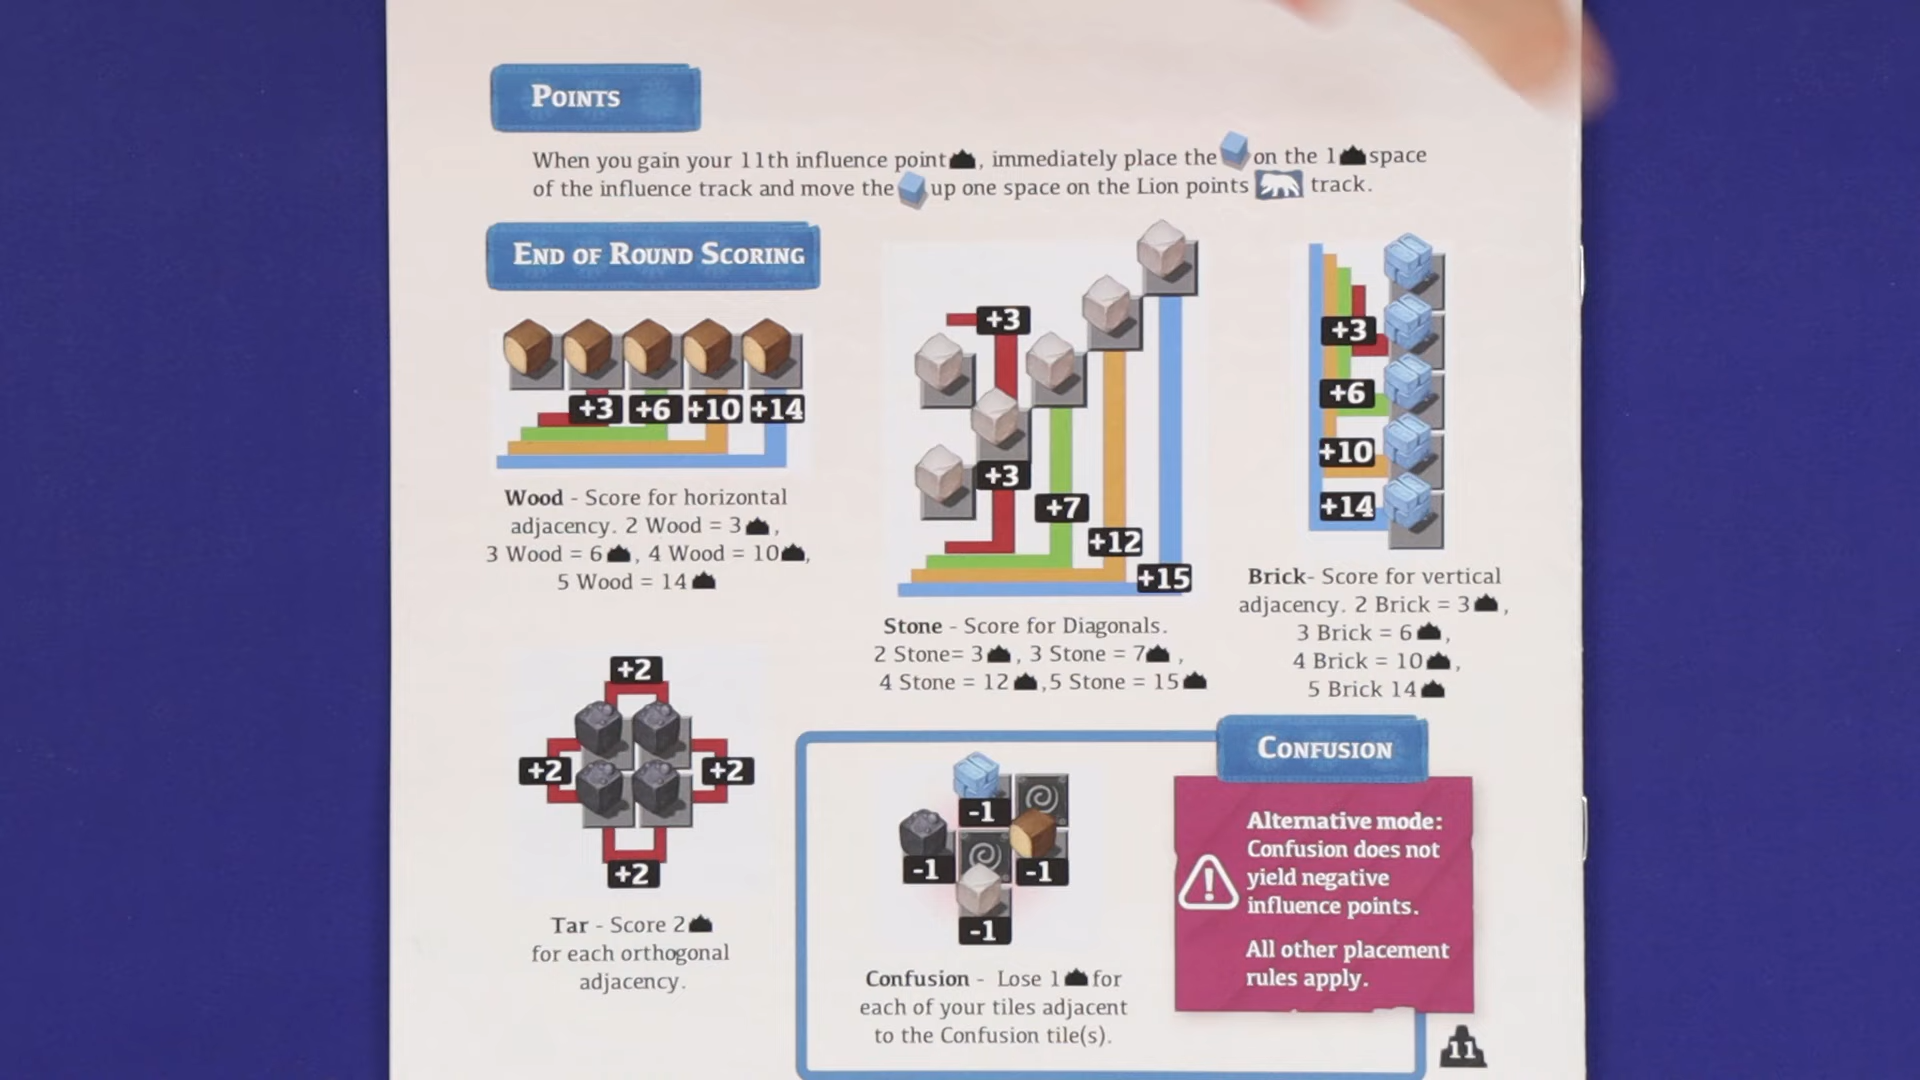 POINTS
When you gain your 11th influence point, immediately place the on the 1 space
of the influence track and move the up one space on the Lion points track.
END OF ROUND SCORING
+3 +6 +10 +14
Wood - Score for horizontal
adjacency. 2 Wood = 3,
3 Wood = 6, 4 Wood = 10,
5 Wood = 14
+3
+3
+7
+12
+15
Stone - Score for Diagonals.
2 Stone= 3, 3 Stone = 7,
4 Stone = 12,5 Stone = 15
+3
+6
+10
+14
Brick- Score for vertical
adjacency. 2 Brick = 3,
3 Brick = 6,
4 Brick = 10,
5 Brick 14
+2
+2 +2
+2
Tar - Score 2
for each orthogonal
adjacency.
-1
-1 -1
-1
Confusion - Lose 1 for
each of your tiles adjacent
to the Confusion tile(s).
CONFUSION
Alternative mode:
Confusion does not
yield negative
influence points.
All other placement
rules apply.
11